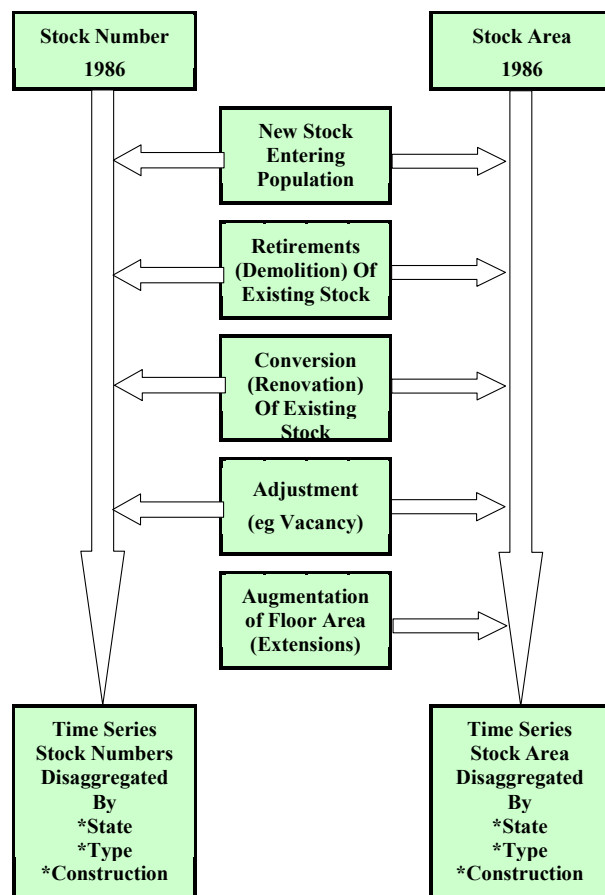 Stock Number
1986
Stock Area
1986
New Stock
Entering
Population
Retirements
(Demolition) Of
Existing Stock
Conversion
(Renovation)
Of Existing
Stock
Adjustment
(eg Vacancy)
Augmentation
of Floor Area
(Extensions)
Time Series
Stock Numbers
Disaggregated
By
*State
*Type
*Construction
Time Series
Stock Area
Disaggregated
By
*State
*Type
*Construction